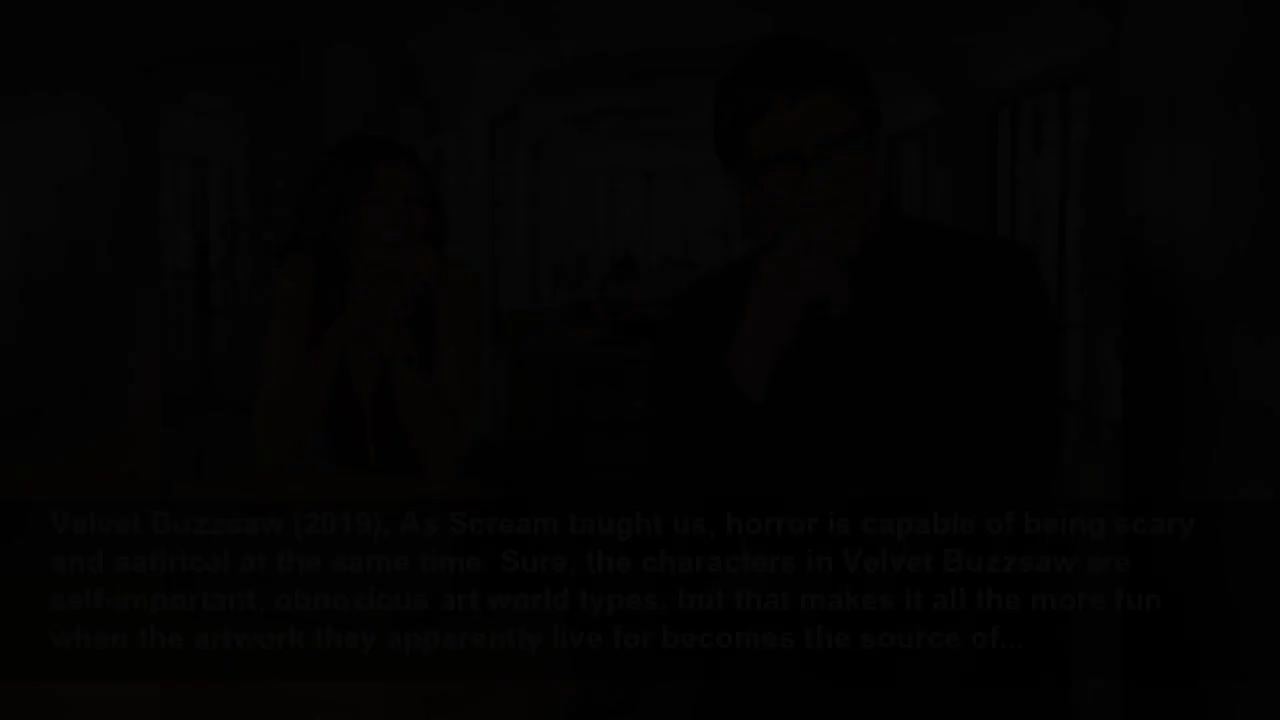 Velvet Buzzsaw (2019). As Scream taught us, horror is capable of being scary
and satirical at the same time. Sure, the characters in Velvet Buzzsaw are
self-important, obnoxious art world types, but that makes it all the more fun
when the artwork they apparently live for becomes the source of...